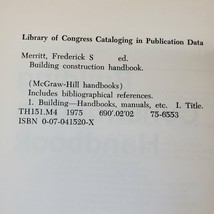 Library of Congress Cataloging in Publication Data
Merritt, Frederick S ed.
Building construction handbook.
(McGraw-Hill handbooks)
Includes bibliographical references.
1. Building—Handbooks, manuals, etc. I. Title.
TH151.M4 1975 690'.02'02 75-6553
ISBN 0-07-041520-X